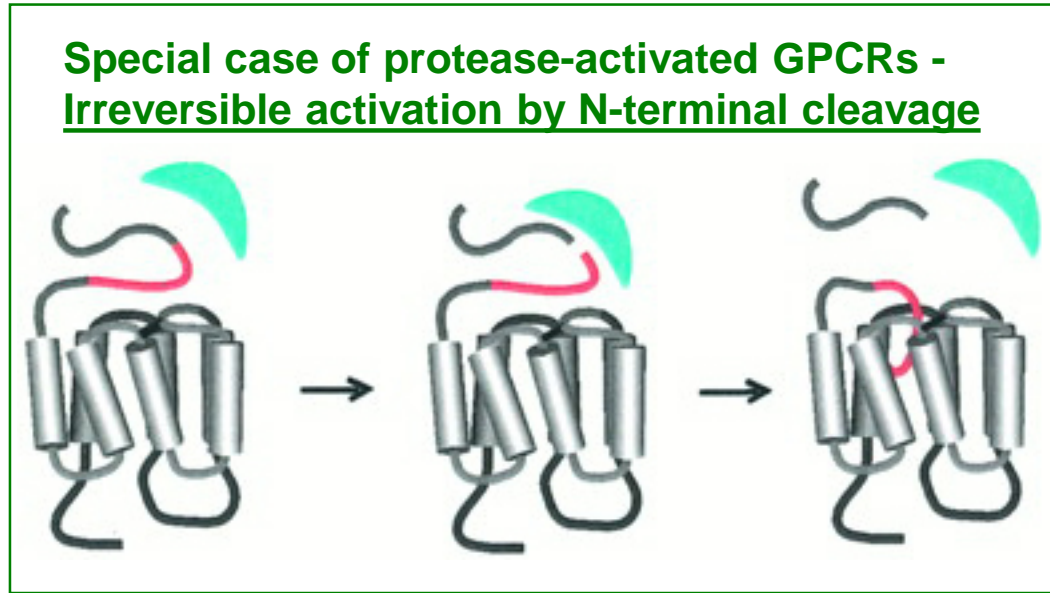 Special case of protease-activated GPCRs -
Irreversible activation by N-terminal cleavage